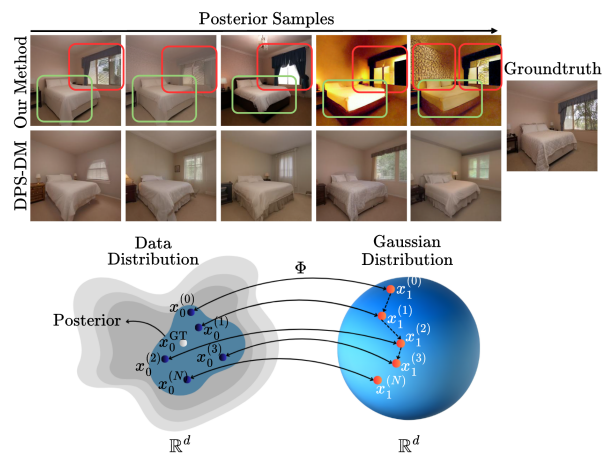 Posterior Samples
Our Method
Groundtruth
DPS-DM
Data
Distribution
Gaussian
Distribution
Φ
x_0^{(0)}
x_1^{(0)}
x_0^{(1)}
x_1^{(1)}
Posterior
x_0^{GT}
x_1^{(2)}
x_0^{(2)}
x_0^{(3)}
x_1^{(3)}
x_0^{(N)}
x_1^{(N)}
ℝ^d
ℝ^d